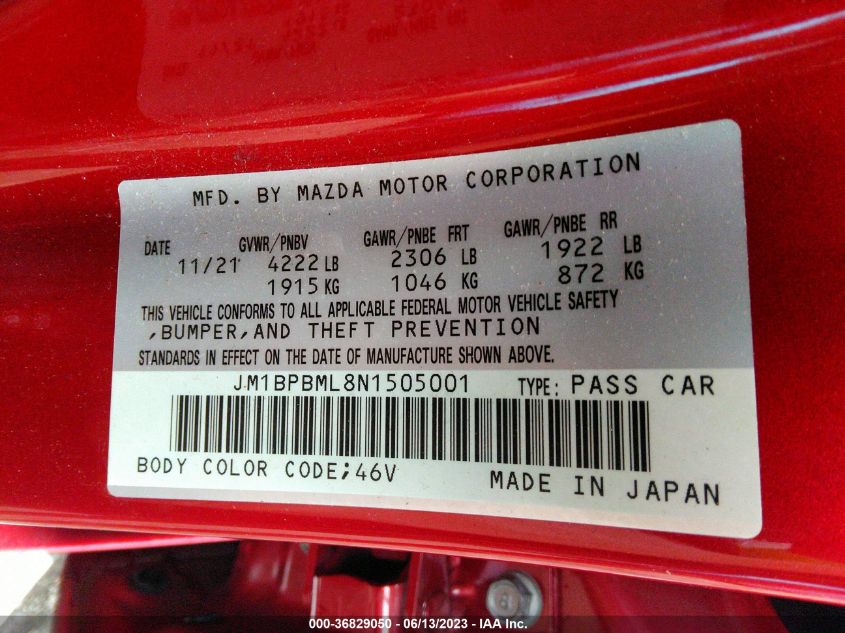 MFD. BY MAZDA MOTOR CORPORATION
DATE GVWR/PNBV GAWR/PNBE FRT GAWR/PNBE RR
11/21 4222 LB 2306 LB 1922 LB
1915 KG 1046 KG 872 KG
THIS VEHICLE CONFORMS TO ALL APPLICABLE FEDERAL MOTOR VEHICLE SAFETY
,BUMPER,AND THEFT PREVENTION
STANDARDS IN EFFECT ON THE DATE OF MANUFACTURE SHOWN ABOVE.
JM1BPBML8N1505001 TYPE: PASS CAR
BODY COLOR CODE;46V MADE IN JAPAN
000-36829050 - 06/13/2023 - IAA Inc.